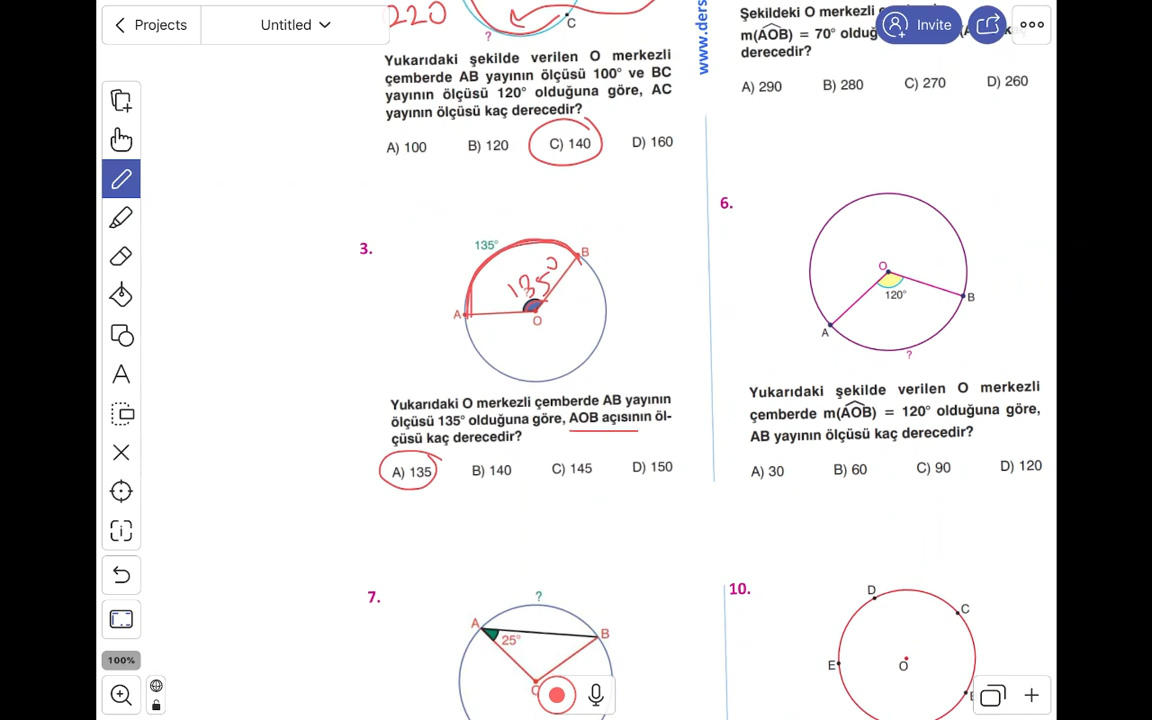 Projects
Untitled
Invite
220
C
?
Yukarıdaki şekilde verilen O merkezli
çemberde AB yayının ölçüsü 100° ve BC
yayının ölçüsü 120° olduğuna göre, AC
yayının ölçüsü kaç derecedir?
A) 100 B) 120 C) 140 D) 160
www.ders
Şekildeki O merkezli
m(AOB) = 70°
derecedir?
A) 290 B) 280 C) 270 D) 260
3.
135°
B
135°
A
O
Yukarıdaki O merkezli çemberde AB yayının
ölçüsü 135° olduğuna göre, AOB açısının öl-
çüsü kaç derecedir?
A) 135 B) 140 C) 145 D) 150
6.
O
120°
B
A
?
Yukarıdaki şekilde verilen O merkezli
çemberde m(AOB) = 120° olduğuna göre,
AB yayının ölçüsü kaç derecedir?
A) 30 B) 60 C) 90 D) 120
7.
?
A
B
25°
10.
D
C
E
O
A
100%